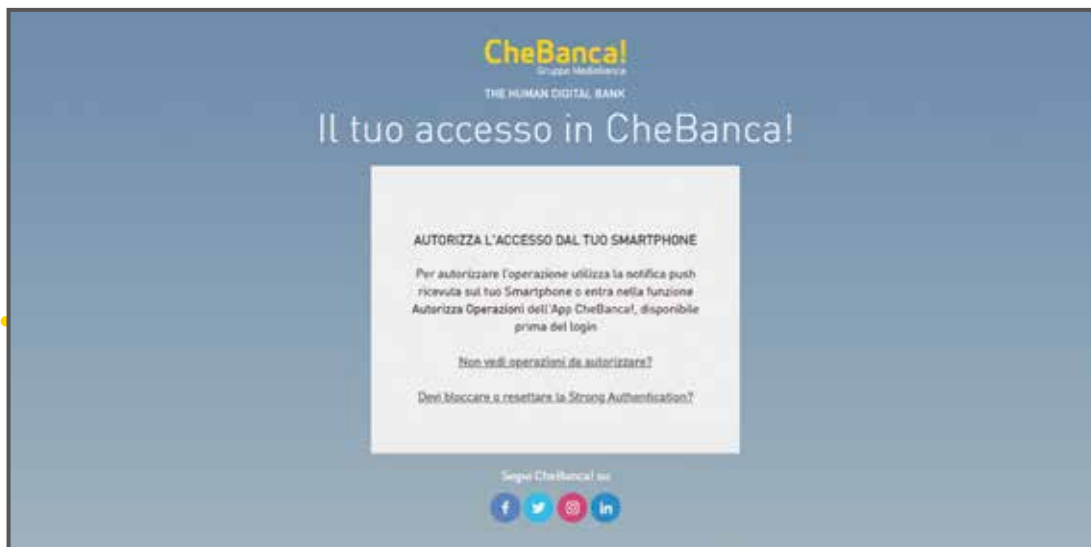 CheBanca!
Gruppo Mediobanca
THE HUMAN DIGITAL BANK
Il tuo accesso in CheBanca!
AUTORIZZA L'ACCESSO DAL TUO SMARTPHONE
Per autorizzare l'operazione utilizza la notifica push
ricevuta sul tuo Smartphone o entra nella funzione
Autorizza Operazioni dell'App CheBanca!, disponibile
prima del login
Non vedi operazioni da autorizzare?
Devi bloccare o resettare la Strong Authentication?
Segui CheBanca! su